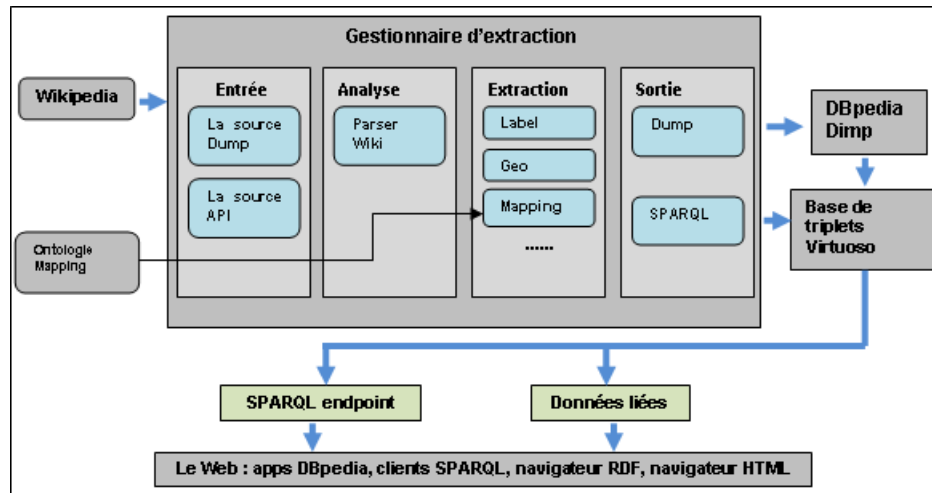 Gestionnaire d'extraction
Wikipedia
Entrée
La source
Dump
La source
API
Analyse
Parser
Wiki
Extraction
Label
Geo
Mapping
......
Sortie
Dump
SPARQL
DBpedia
Dimp
Base de
triplets
Virtuoso
Ontologie
Mapping
SPARQL endpoint
Données liées
Le Web : apps DBpedia, clients SPARQL, navigateur RDF, navigateur HTML